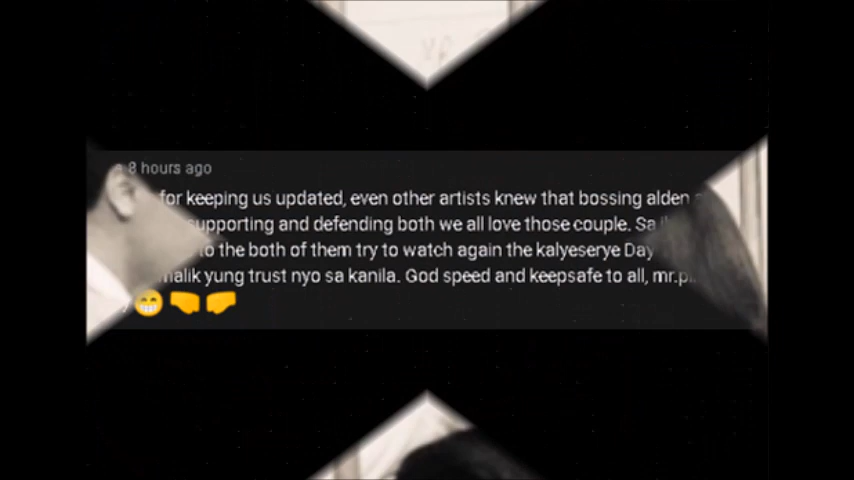 8 hours ago
for keeping us updated, even other artists knew that bossing alden
supporting and defending both we all love those couple. Sa
to the both of them try to watch again the kalyeserye Day
yung trust nyo sa kanila. God speed and keepsafe to all,
😁🤜🤛